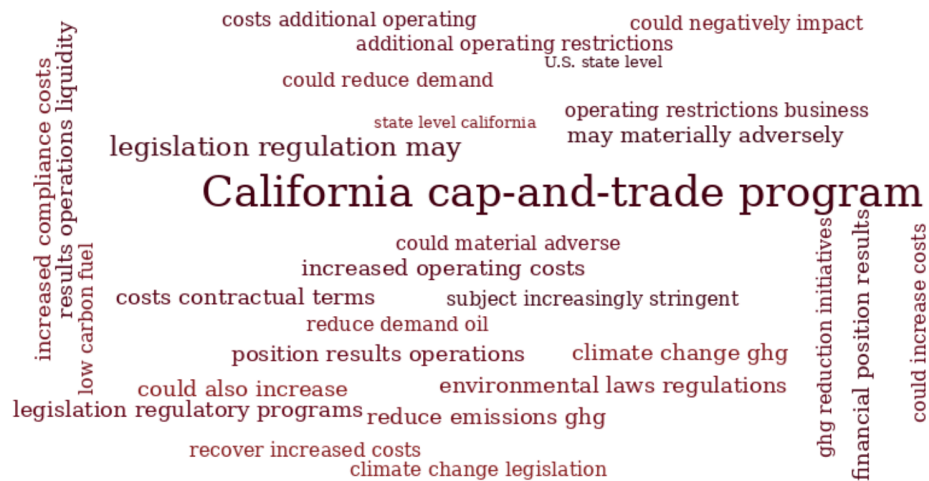 costs additional operating
could negatively impact
additional operating restrictions
U.S. state level
could reduce demand
operating restrictions business
state level california
may materially adversely
legislation regulation may
California cap-and-trade program
could material adverse
increased operating costs
costs contractual terms
subject increasingly stringent
reduce demand oil
position results operations
climate change ghg
could also increase
environmental laws regulations
legislation regulatory programs
reduce emissions ghg
recover increased costs
climate change legislation
increased compliance costs
results operations liquidity
low carbon fuel
ghg reduction initiatives
financial position results
could increase costs